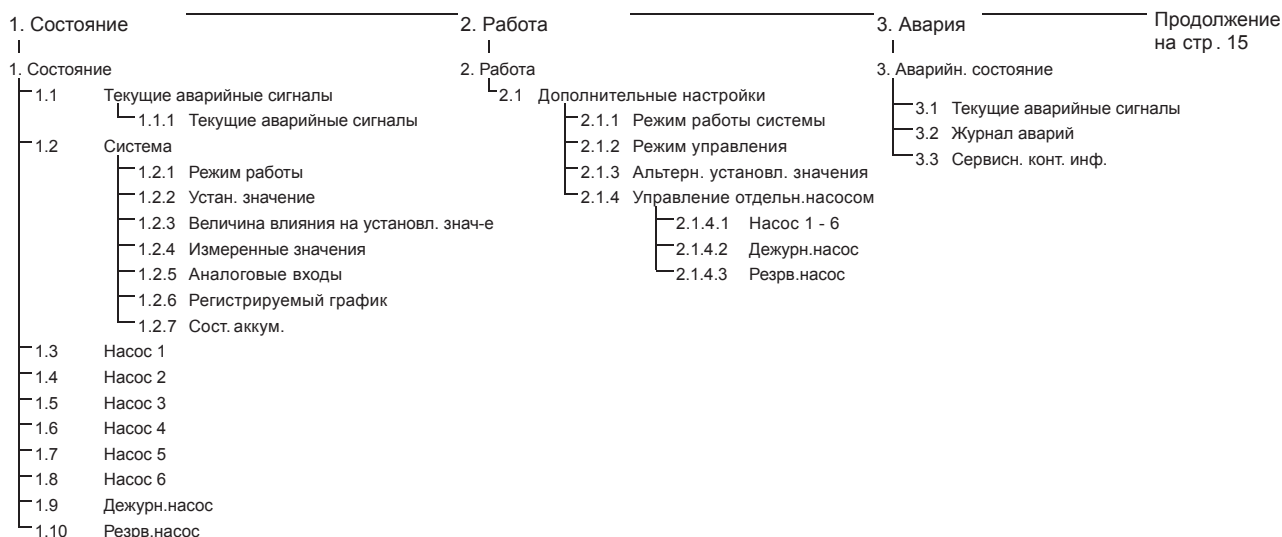 1. Состояние
2. Работа
3. Авария
Продолжение
на стр. 15
1. Состояние
1.1 Текущие аварийные сигналы
1.1.1 Текущие аварийные сигналы
1.2 Система
1.2.1 Режим работы
1.2.2 Устан. значение
1.2.3 Величина влияния на установл. знач-е
1.2.4 Измеренные значения
1.2.5 Аналоговые входы
1.2.6 Регистрируемый график
1.2.7 Сост. аккум.
1.3 Насос 1
1.4 Насос 2
1.5 Насос 3
1.6 Насос 4
1.7 Насос 5
1.8 Насос 6
1.9 Дежурн.насос
1.10 Резрв.насос
2. Работа
2.1 Дополнительные настройки
2.1.1 Режим работы системы
2.1.2 Режим управления
2.1.3 Альтерн. установл. значения
2.1.4 Управление отдельн.насосом
2.1.4.1 Насос 1 - 6
2.1.4.2 Дежурн.насос
2.1.4.3 Резрв.насос
3. Аварийн. состояние
3.1 Текущие аварийные сигналы
3.2 Журнал аварий
3.3 Сервисн. конт. инф.